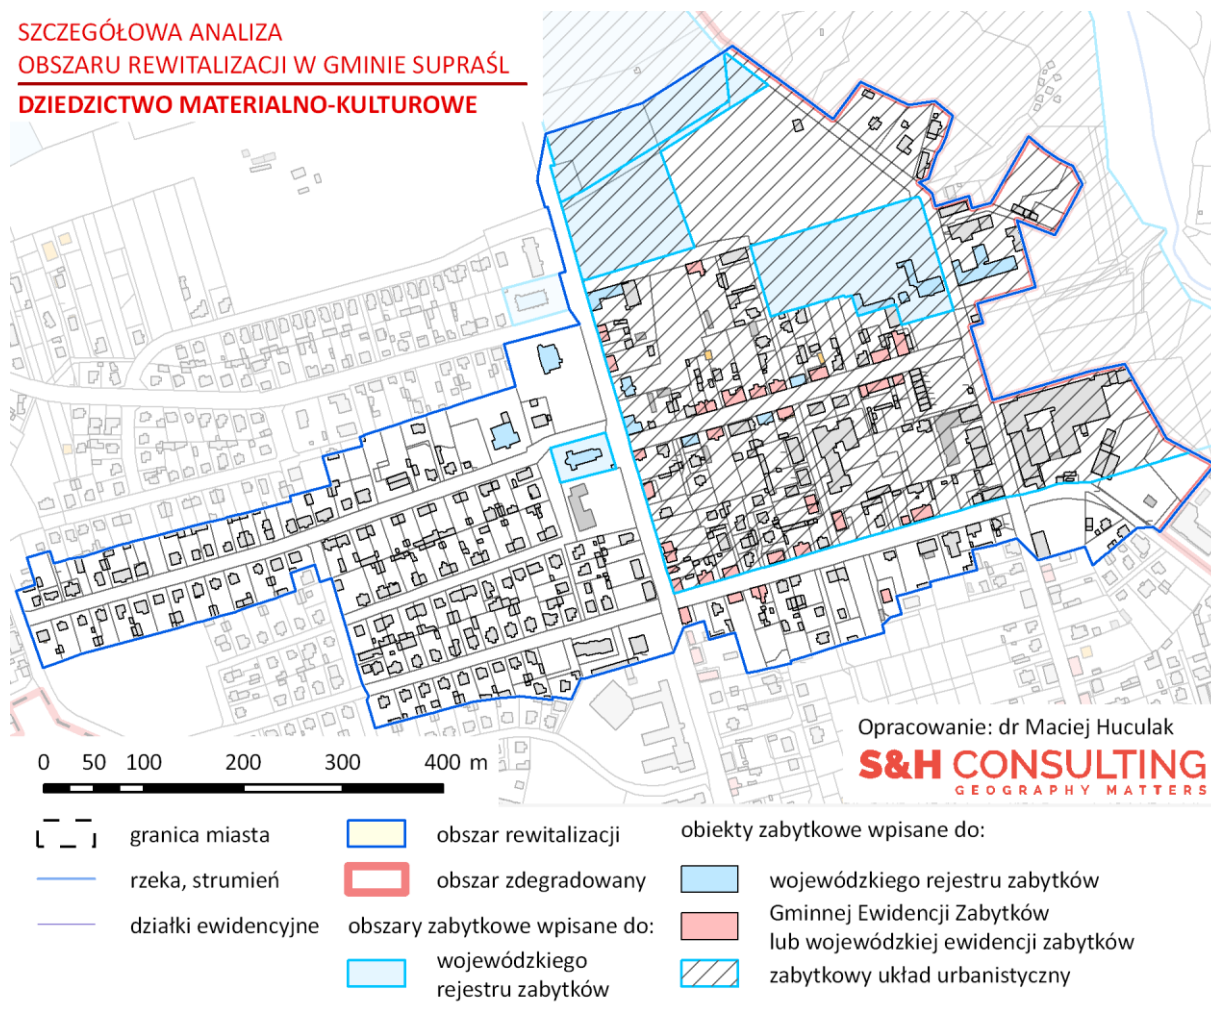 SZCZEGÓŁOWA ANALIZA
OBSZARU REWITALIZACJI W GMINIE SUPRAŚL
DZIEDZICTWO MATERIALNO-KULTUROWE
Opracowanie: dr Maciej Huculak
S&H CONSULTING
GEOGRAPHY MATTERS
0 50 100 200 300 400 m
granica miasta
rzeka, strumień
działki ewidencyjne
obszar rewitalizacji
obszar zdegradowany
obszary zabytkowe wpisane do:
wojewódzkiego
rejestru zabytków
obiekty zabytkowe wpisane do:
wojewódzkiego rejestru zabytków
Gminnej Ewidencji Zabytków
lub wojewódzkiej ewidencji zabytków
zabytkowy układ urbanistyczny